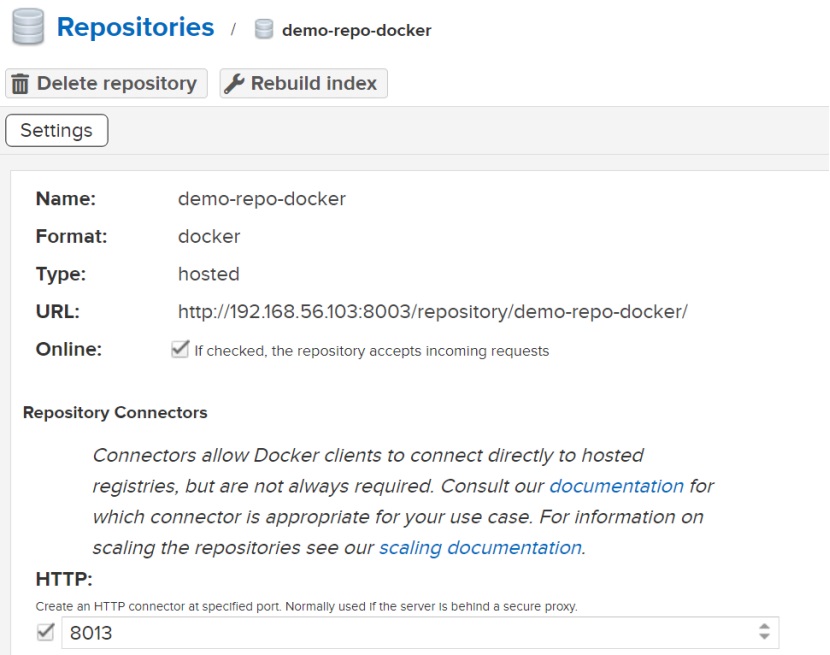 Repositories / demo-repo-docker
Delete repository Rebuild index
Settings
Name: demo-repo-docker
Format: docker
Type: hosted
URL: http://192.168.56.103:8003/repository/demo-repo-docker/
Online: If checked, the repository accepts incoming requests
Repository Connectors
Connectors allow Docker clients to connect directly to hosted
registries, but are not always required. Consult our documentation for
which connector is appropriate for your use case. For information on
scaling the repositories see our scaling documentation.
HTTP:
Create an HTTP connector at specified port. Normally used if the server is behind a secure proxy.
8013